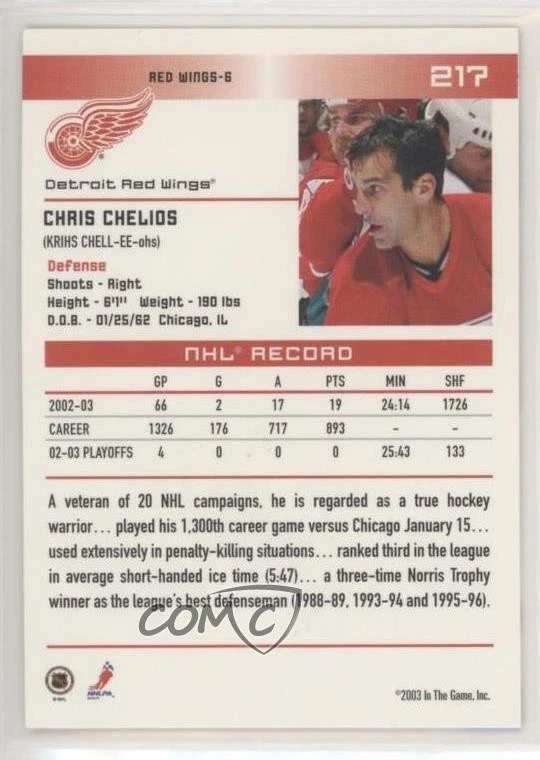 RED WINGS-6
217
Detroit Red Wings®
CHRIS CHELIOS
(KRIHS CHELL-EE-ohs)
Defense
Shoots - Right
Height - 6'1" Weight - 190 lbs
D.O.B. - 01/25/62 Chicago, IL
NHL® RECORD
GP G A PTS MIN SHF
2002-03 66 2 17 19 24:14 1726
CAREER 1326 176 717 893 - -
02-03 PLAYOFFS 4 0 0 0 25:43 133
A veteran of 20 NHL campaigns, he is regarded as a true hockey
warrior... played his 1,300th career game versus Chicago January 15...
used extensively in penalty-killing situations... ranked third in the league
in average short-handed ice time (5:47)... a three-time Norris Trophy
winner as the league's best defenseman (1988-89, 1993-94 and 1995-96).
COMC
NHLPA
©2003 In The Game, Inc.